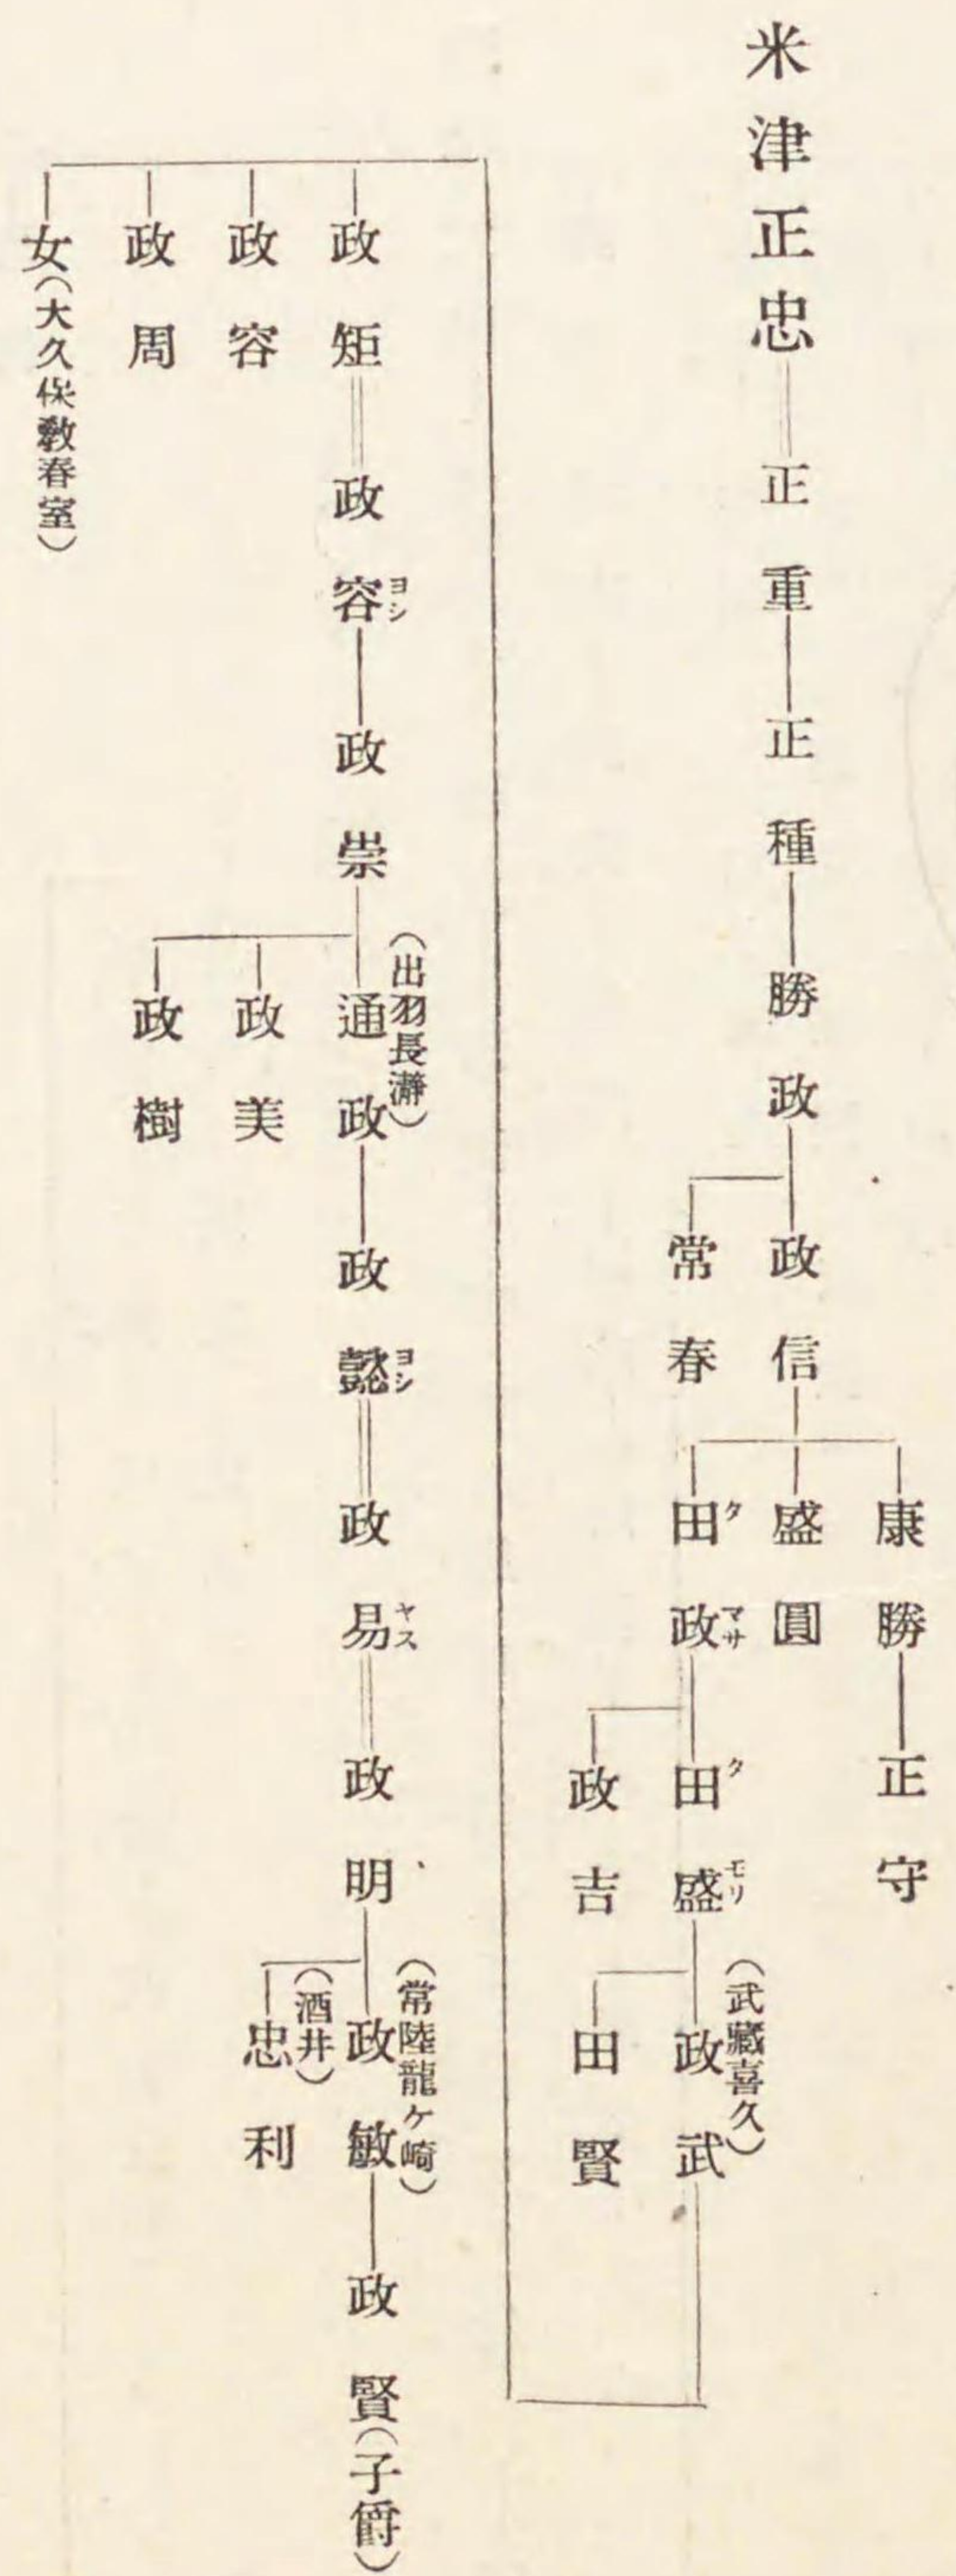 米津正忠
正重
正種
勝政
政信
常春
康勝
正守
盛圓
田政
タマサ
田盛
タモリ
政吉
政武
(武藏喜久)
田賢
政矩
政容
政周
女(大久保教春室)
政容
ヨシ
政崇
通政
(出羽長瀞)
政美
政樹
政懿
ヨシ
政易
ヤス
政明
政敏
(常陸龍ケ崎)
忠利
(酒井)
政賢(子爵)